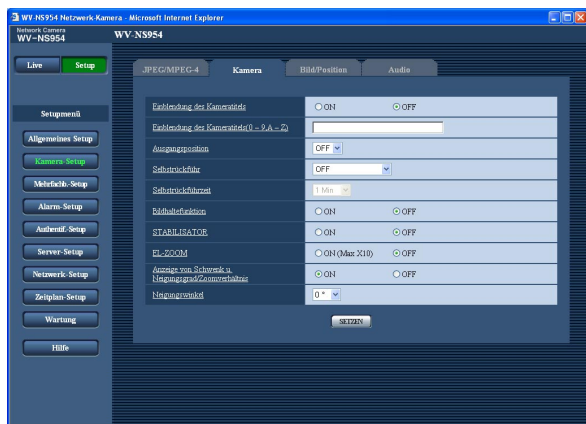 WV-NS954 Netzwerk-Kamera - Microsoft Internet Explorer
Network Camera
WV-NS954
WV-NS954
Live
Setup
Setupmenü
Allgemeines Setup
Kamera-Setup
Mehrfachb.-Setup
Alarm-Setup
Authentif.-Setup
Server-Setup
Netzwerk-Setup
Zeitplan-Setup
Wartung
Hilfe
JPEG/MPEG-4
Kamera
Bild/Position
Audio
Einblendung des Kameratitels
ON
OFF
Einblendung des Kameratitels(0 – 9,A – Z)
Ausgangsposition
OFF
Selbstrückführ
OFF
Selbstrückführzeit
1 Min
Bildhaltefunktion
ON
OFF
STABILISATOR
ON
OFF
EL-ZOOM
ON (Max X10)
OFF
Anzeige von Schwenk u.
Neigungsgrad/Zoomverhältnis
ON
OFF
Neigungswinkel
0 °
SETZEN